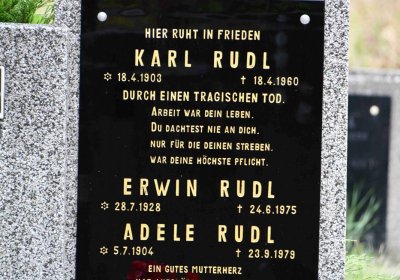 HIER RUHT IN FRIEDEN
KARL RUDL
✲ 18.4.1903 ✝ 18.4.1960
DURCH EINEN TRAGISCHEN TOD.
ARBEIT WAR DEIN LEBEN.
DU DACHTEST NIE AN DICH.
NUR FÜR DIE DEINEN STREBEN.
WAR DEINE HÖCHSTE PFLICHT.
ERWIN RUDL
✲ 28.7.1928 ✝ 24.6.1975
ADELE RUDL
✲ 5.7.1904 ✝ 23.9.1979
EIN GUTES MUTTERHERZ